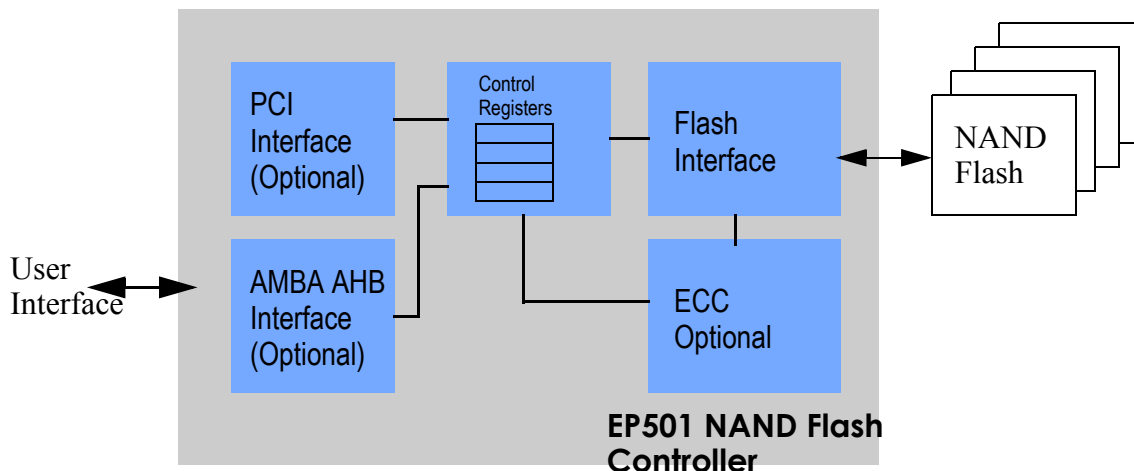 PCI
Interface
(Optional)
Control
Registers
Flash
Interface
NAND
Flash
User
Interface
AMBA AHB
Interface
(Optional)
ECC
Optional
EP501 NAND Flash
Controller